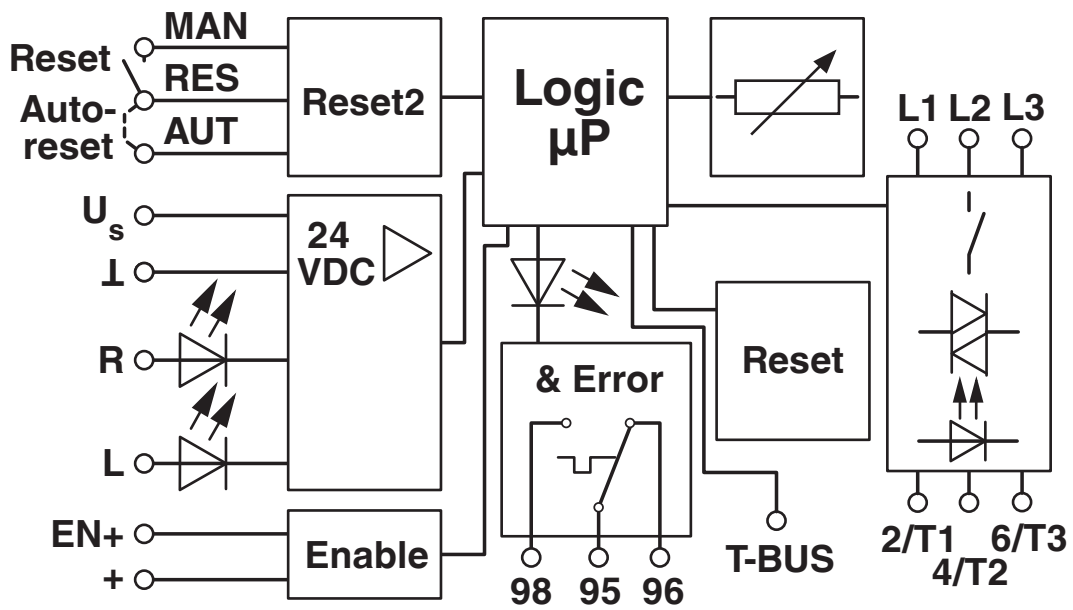 Reset
MAN
RES
Auto-
reset
AUT
Reset2
Logic
µP
L1 L2 L3
Us
⊥
24
VDC
R
L
& Error
Reset
EN+
+
Enable
98 95 96
T-BUS
2/T1 6/T3
4/T2